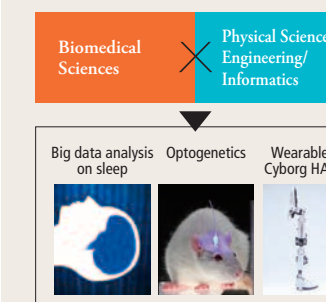 Biomedical
Sciences
Physical Science
Engineering/
Informatics
Big data analysis
on sleep
Optogenetics
Wearable
Cyborg HA